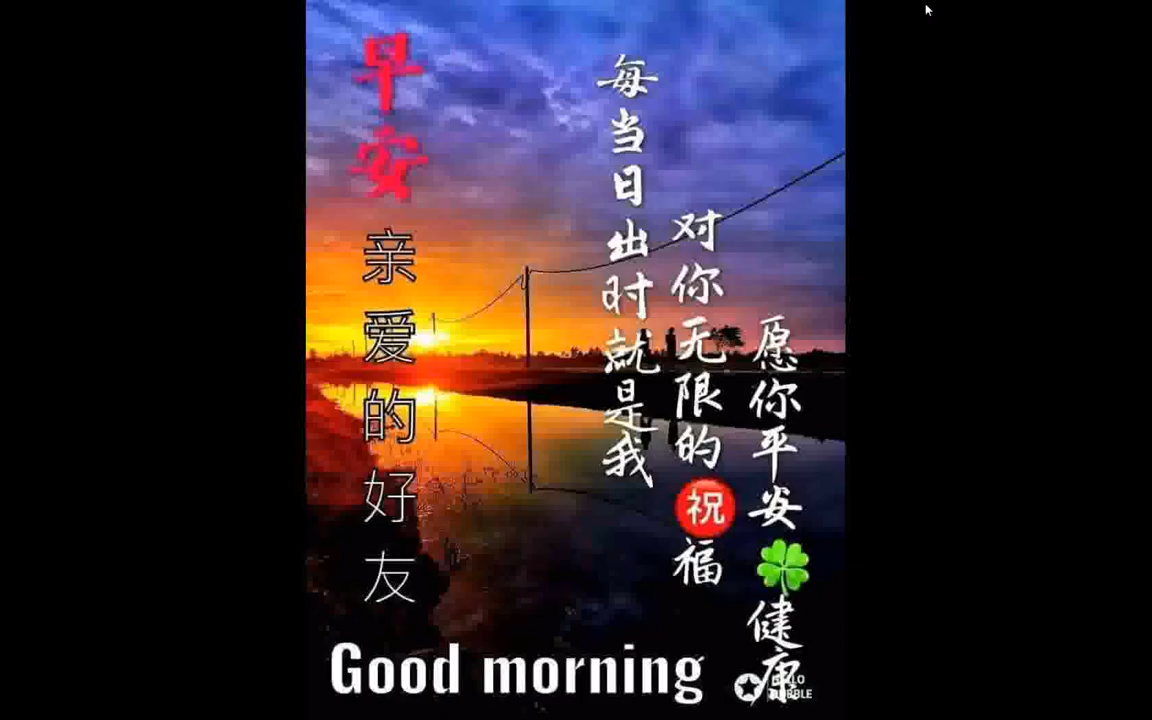 早安
亲爱的好友
每当日出时就是我
对你无限的祝福
愿你平安🍀健康
Good morning